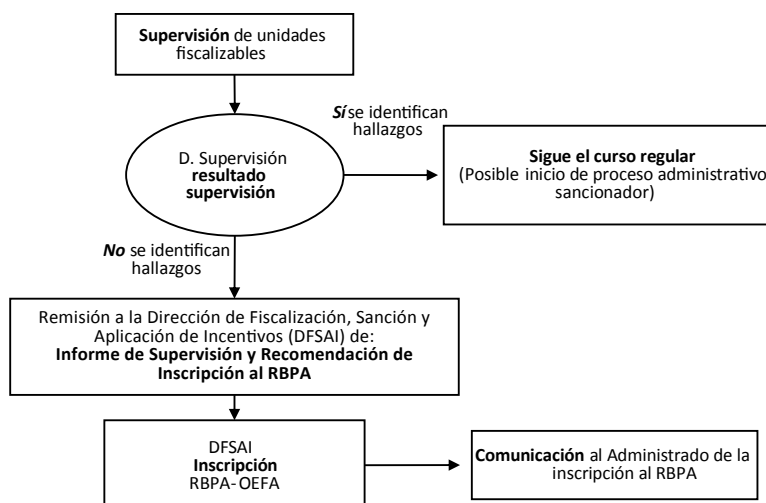 Supervisión de unidades
fiscalizables
Sí se identifican
hallazgos
D. Supervisión
resultado
supervisión
Sigue el curso regular
(Posible inicio de proceso administrativo
sancionador)
No se identifican
hallazgos
Remisión a la Dirección de Fiscalización, Sanción y
Aplicación de Incentivos (DFSAI) de:
Informe de Supervisión y Recomendación de
Inscripción al RBPA
DFSAI
Inscripción
RBPA-OEFA
Comunicación al Administrado de la
inscripción al RBPA